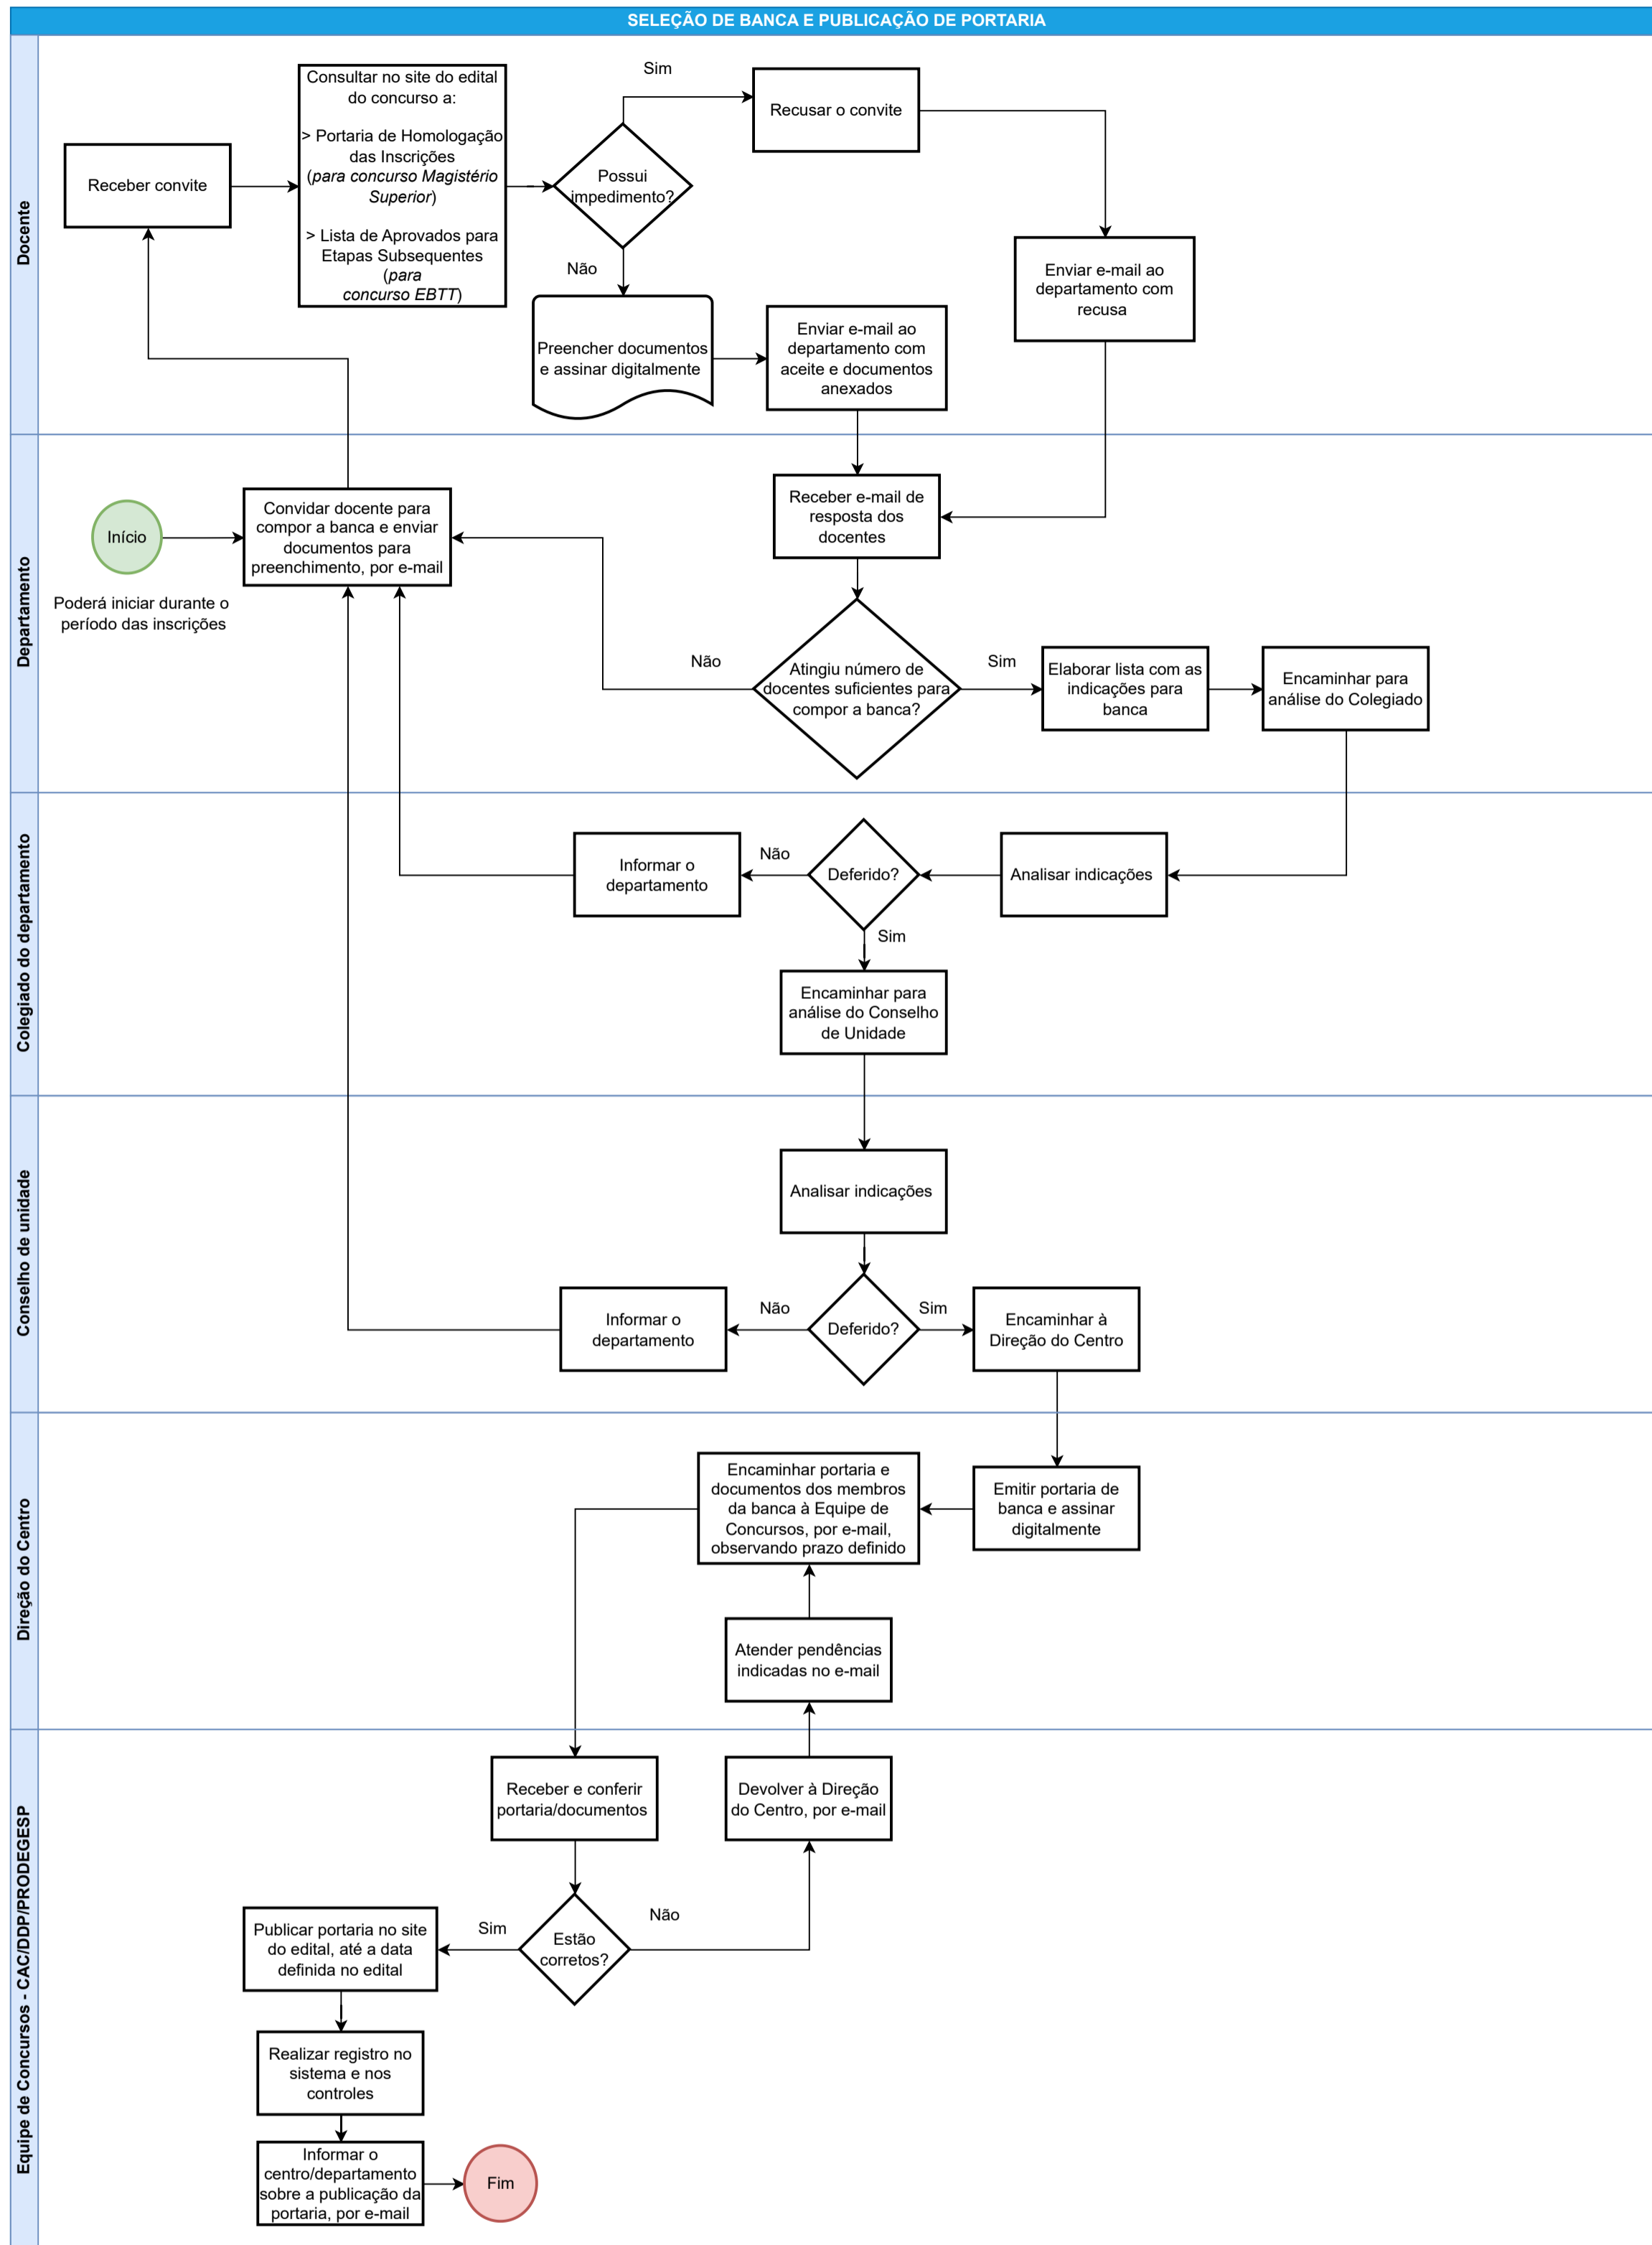 SELEÇÃO DE BANCA E PUBLICAÇÃO DE PORTARIA
Docente
Receber convite
Consultar no site do edital
do concurso a:
> Portaria de Homologação
das Inscrições
(para concurso Magistério
Superior)
> Lista de Aprovados para
Etapas Subsequentes
(para
concurso EBTT)
Possui
impedimento?
Sim
Recusar o convite
Enviar e-mail ao
departamento com
recusa
Não
Preencher documentos
e assinar digitalmente
Enviar e-mail ao
departamento com
aceite e documentos
anexados
Departamento
Início
Poderá iniciar durante o
período das inscrições
Convidar docente para
compor a banca e enviar
documentos para
preenchimento, por e-mail
Receber e-mail de
resposta dos
docentes
Não
Atingiu número de
docentes suficientes para
compor a banca?
Sim
Elaborar lista com as
indicações para
banca
Encaminhar para
análise do Colegiado
Colegiado do departamento
Informar o
departamento
Não
Deferido?
Analisar indicações
Sim
Encaminhar para
análise do Conselho
de Unidade
Conselho de unidade
Analisar indicações
Informar o
departamento
Não
Deferido?
Sim
Encaminhar à
Direção do Centro
Direção do Centro
Encaminhar portaria e
documentos dos membros
da banca à Equipe de
Concursos, por e-mail,
observando prazo definido
Emitir portaria de
banca e assinar
digitalmente
Atender pendências
indicadas no e-mail
Equipe de Concursos - CAC/DDP/PRODEGESP
Receber e conferir
portaria/documentos
Devolver à Direção
do Centro, por e-mail
Publicar portaria no site
do edital, até a data
definida no edital
Sim
Estão
corretos?
Não
Realizar registro no
sistema e nos
controles
Informar o
centro/departamento
sobre a publicação da
portaria, por e-mail
Fim